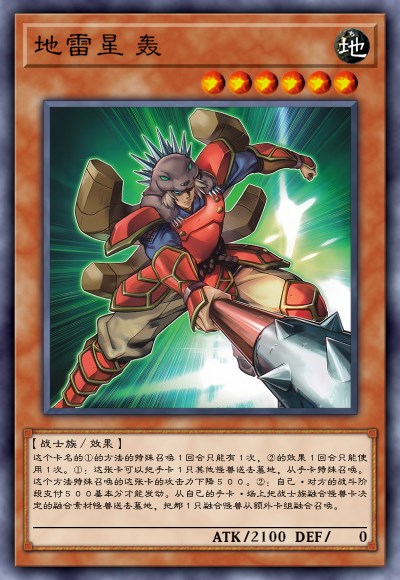 地雷星 轰
地
【战士族／效果】
这个卡名的①的方法的特殊召唤1回合只能有1次，②的效果1回合只能使
用1次。①：这张卡可以把手卡1只其他怪兽送去墓地，从手卡特殊召唤。
这个方法特殊召唤的这张卡的攻击力下降500。②：自己·对方的战斗阶
段支付500基本分才能发动。从自己的手卡·场上把战士族融合怪兽卡决
定的融合素材怪兽送去墓地，把那1只融合怪兽从额外卡组融合召唤。
ATK/2100 DEF/ 0